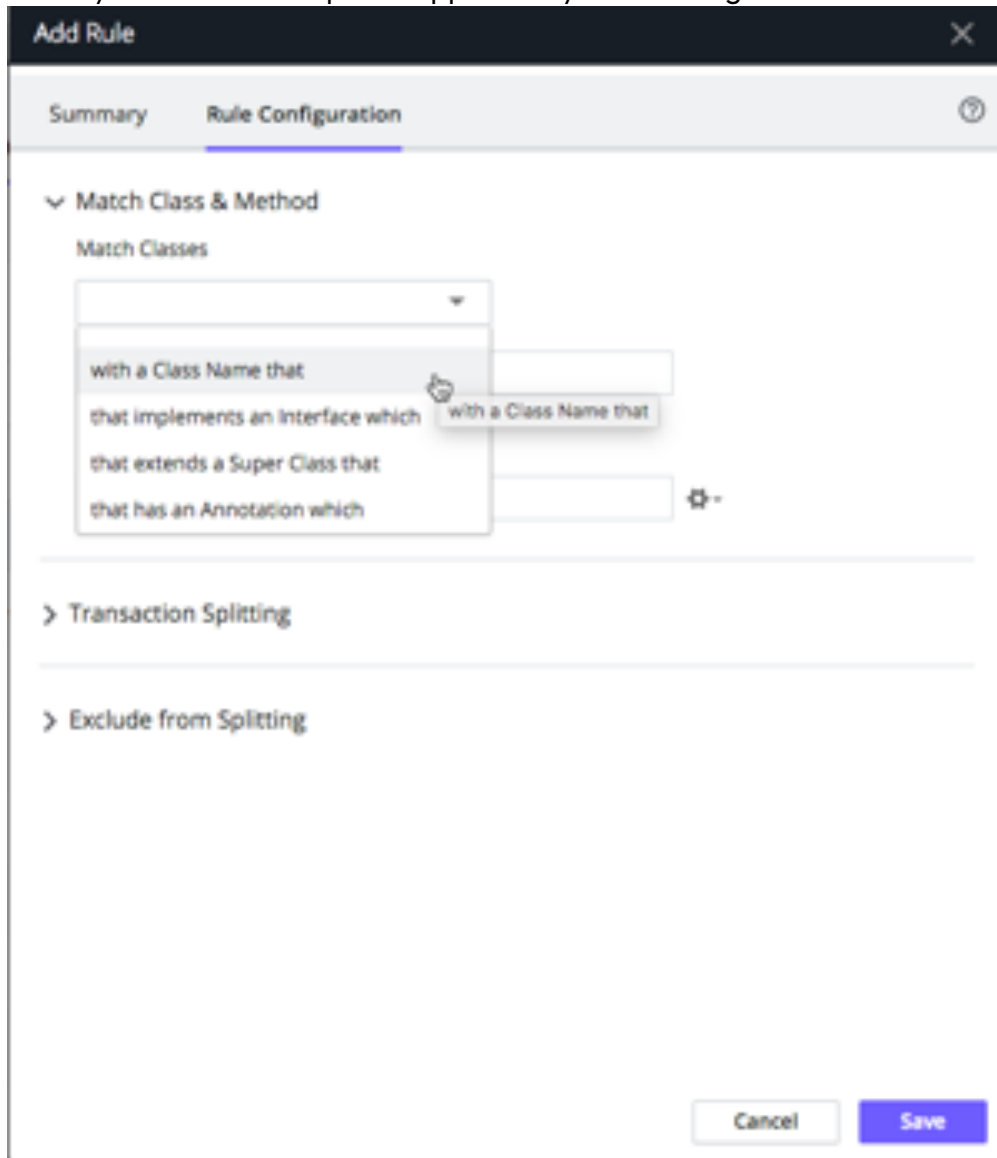 Add Rule
Summary Rule Configuration
Match Class & Method
Match Classes
with a Class Name that
with a Class Name that
that implements an Interface which
that extends a Super Class that
that has an Annotation which
Transaction Splitting
Exclude from Splitting
Cancel Save